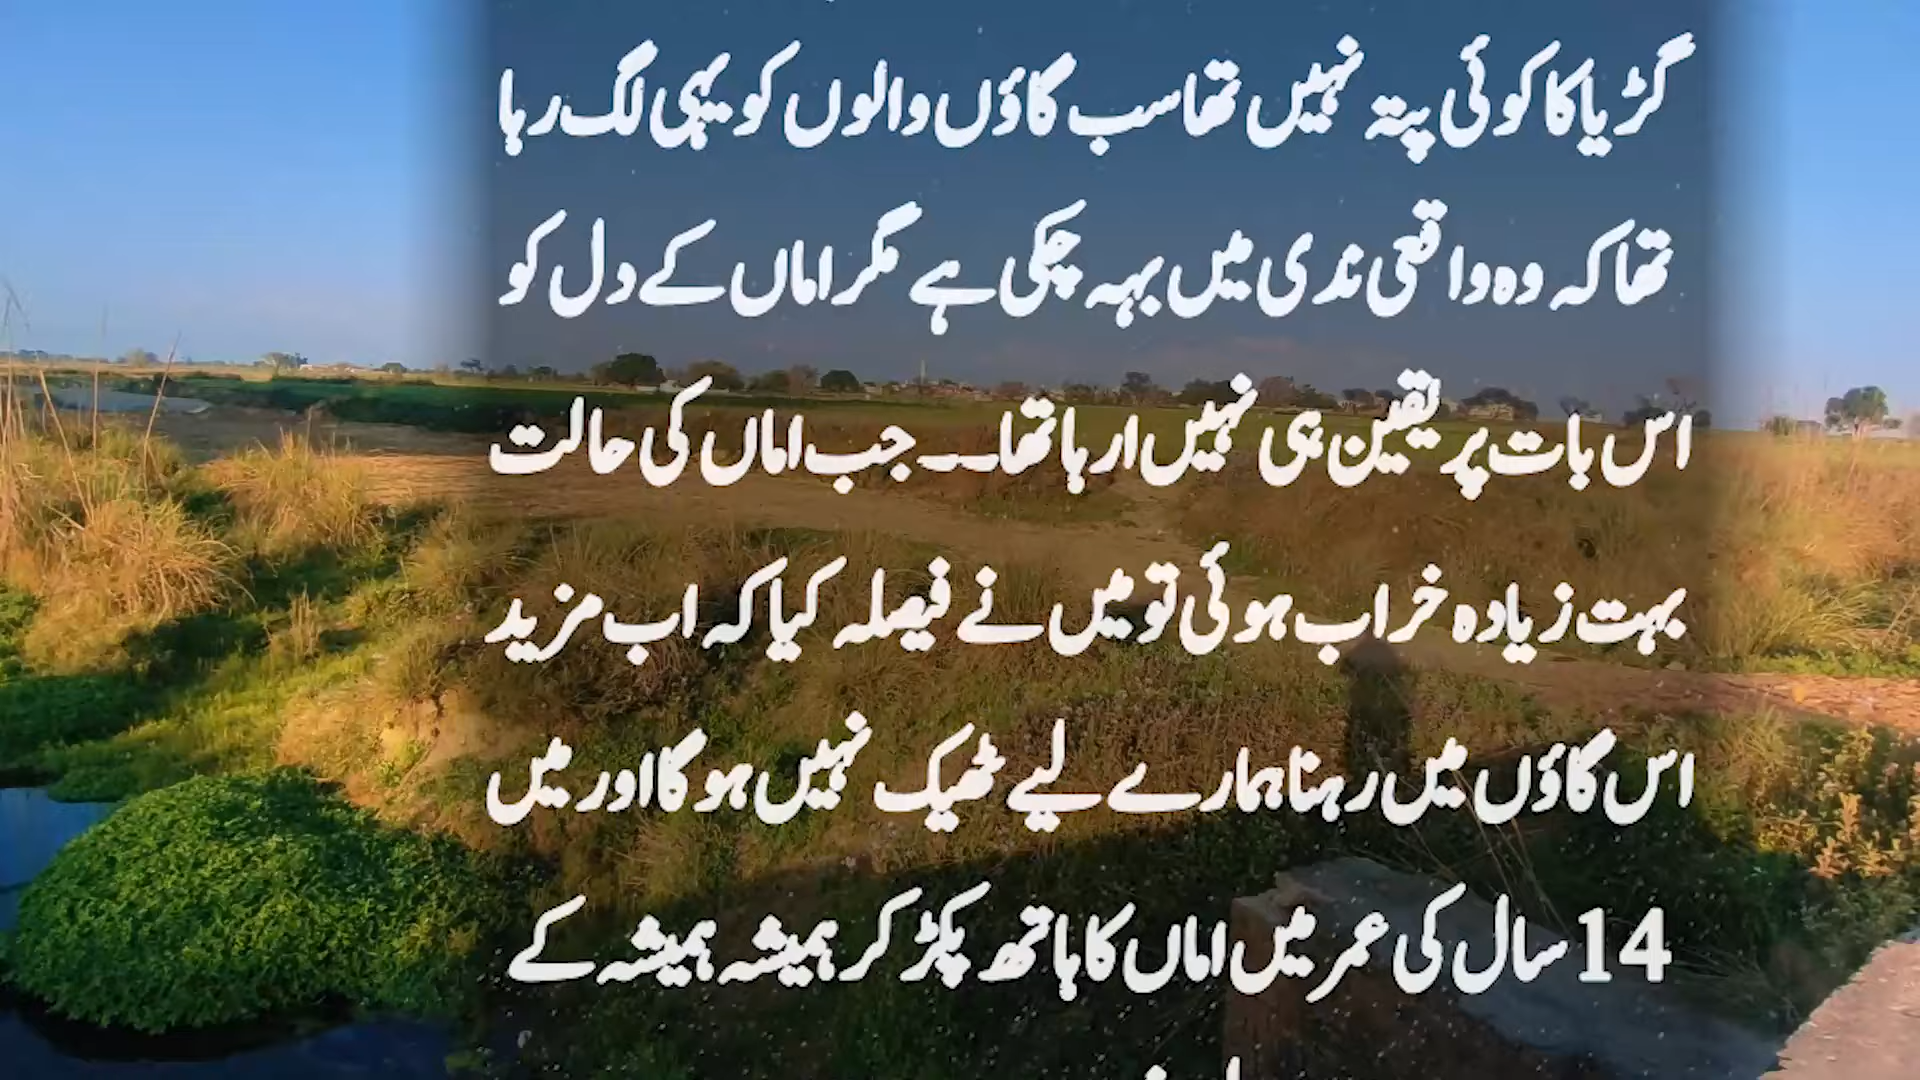 گڑیا کا کوئی پتہ نہیں تھا سب گاؤں والوں کو یہی لگ رہا
تھا کہ وہ واقعی ندی میں بہہ چکی ہے مگر اماں کے دل کو
اس بات پر یقین ہی نہیں ارہا تھا۔۔ جب اماں کی حالت
بہت زیادہ خراب ہوئی تو میں نے فیصلہ کیا کہ اب مزید
اس گاؤں میں رہنا ہمارے لیے ٹھیک نہیں ہوگا اور میں
14 سال کی عمر میں اماں کا ہاتھ پکڑ کر ہمیشہ ہمیشہ کے